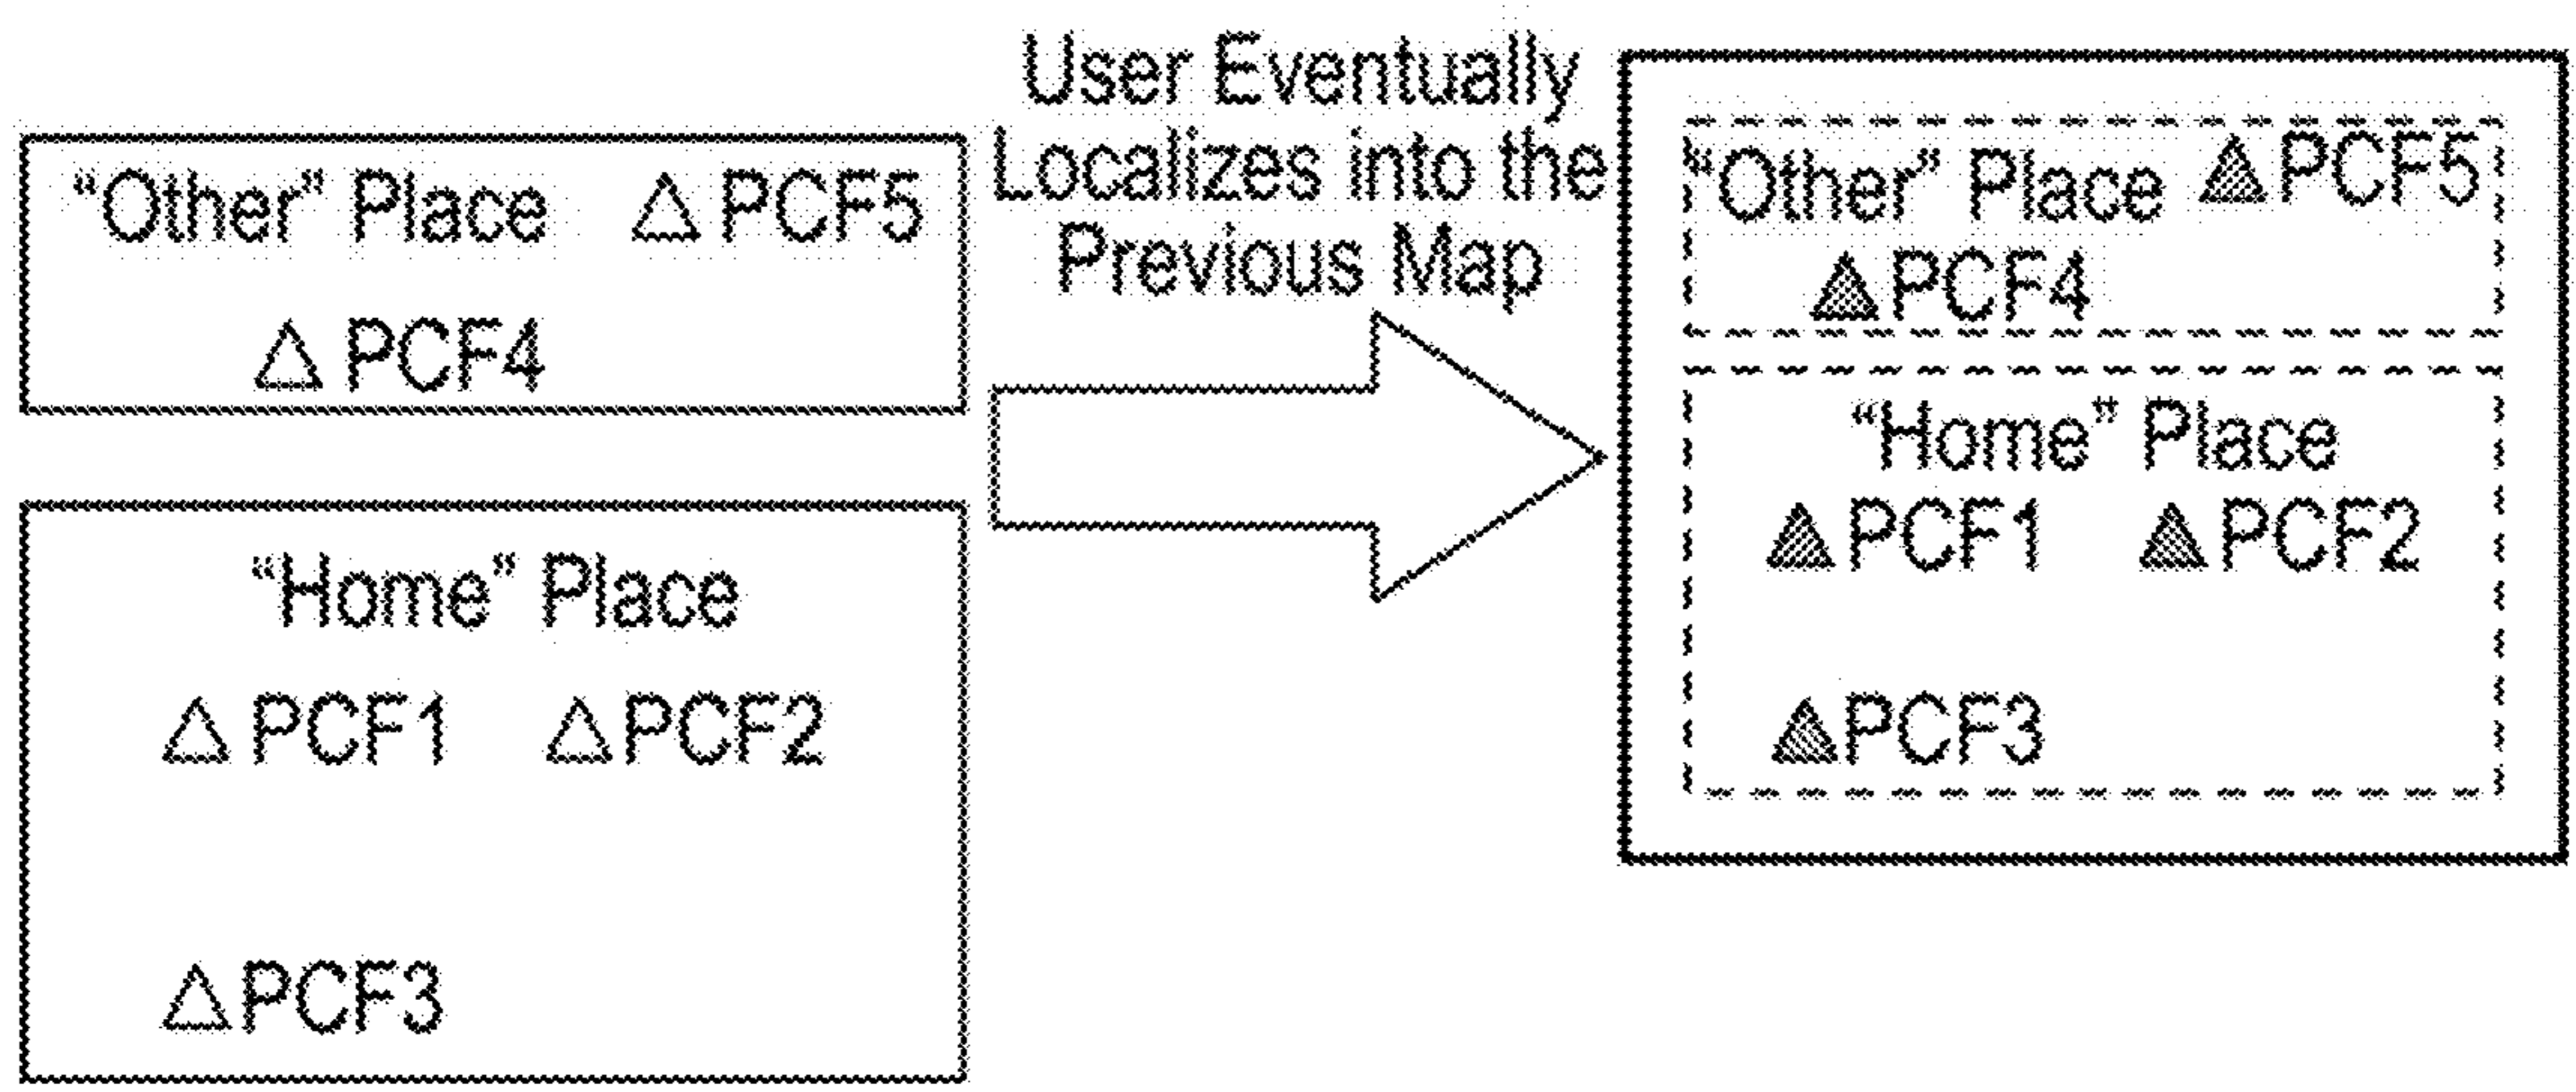 “Other” Place PCF5
PCF4
“Home” Place
PCF1 PCF2
PCF3
User Eventually
Localizes into the
Previous Map
“Other” Place PCF5
PCF4
“Home” Place
PCF1 PCF2
PCF3